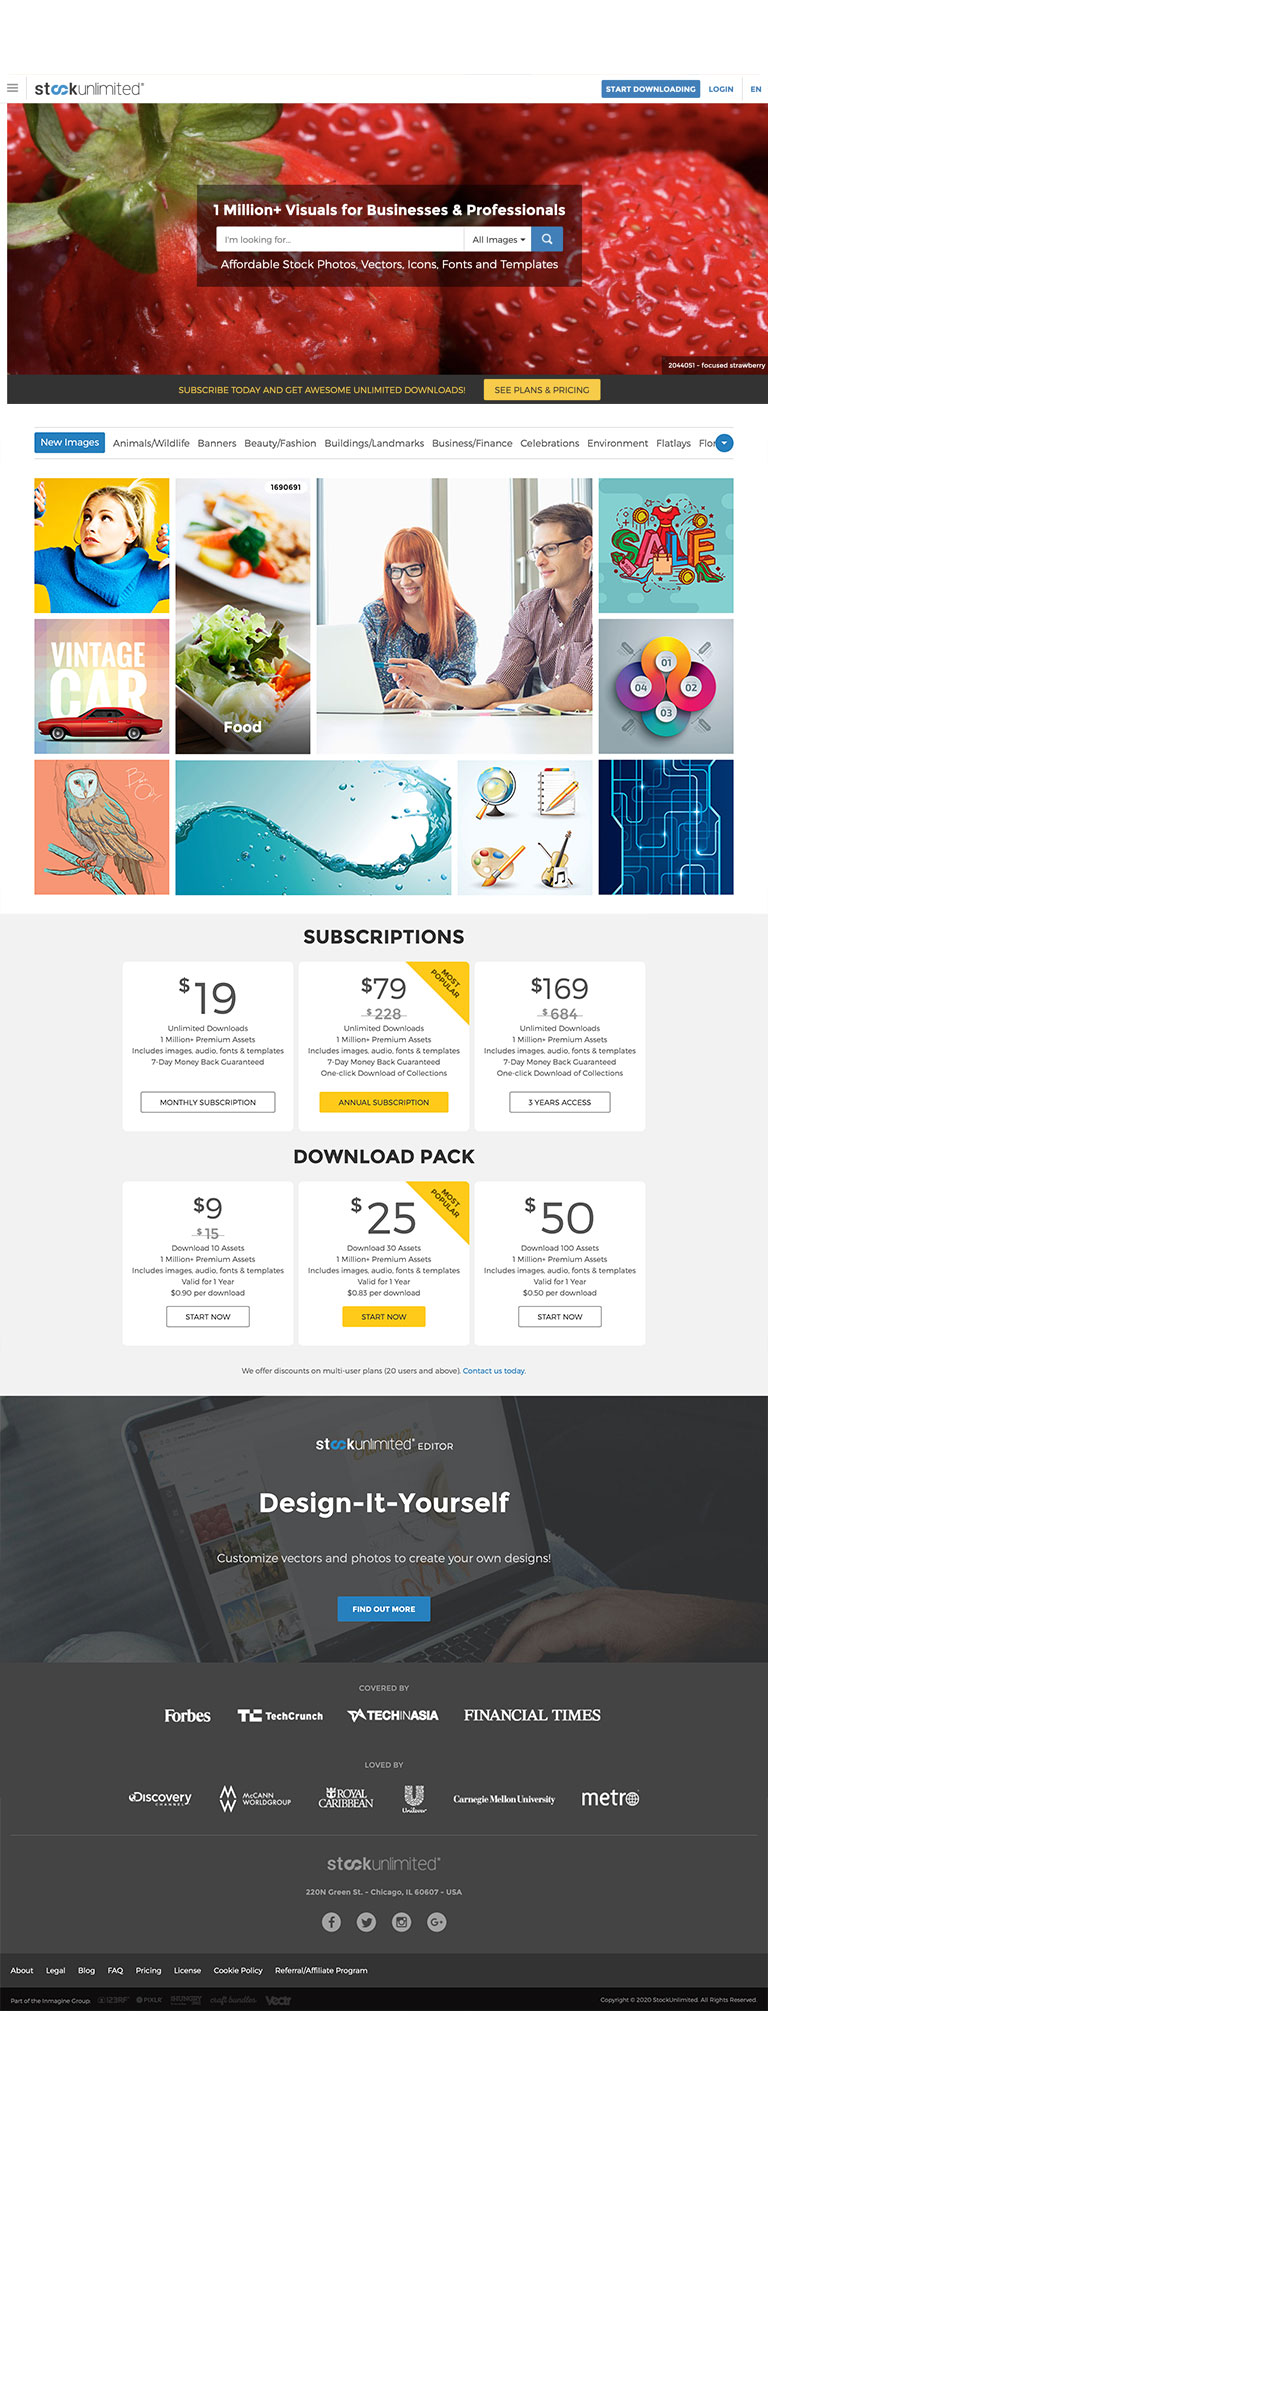 stockunlimited®
START DOWNLOADING LOGIN EN
1 Million+ Visuals for Businesses & Professionals
I'm looking for... All Images
Affordable Stock Photos, Vectors, Icons, Fonts and Templates
2044051 - focused strawberry
SUBSCRIBE TODAY AND GET AWESOME UNLIMITED DOWNLOADS! SEE PLANS & PRICING
New Images Animals/Wildlife Banners Beauty/Fashion Buildings/Landmarks Business/Finance Celebrations Environment Flatlays Flor
1690691
SALE
VINTAGE
CAR
01
04 02
03
Food
SUBSCRIPTIONS
$19
Unlimited Downloads
1 Million+ Premium Assets
Includes images, audio, fonts & templates
7-Day Money Back Guaranteed
MONTHLY SUBSCRIPTION
MOST
POPULAR
$79
$228
Unlimited Downloads
1 Million+ Premium Assets
Includes images, audio, fonts & templates
7-Day Money Back Guaranteed
One-click Download of Collections
ANNUAL SUBSCRIPTION
$169
$684
Unlimited Downloads
1 Million+ Premium Assets
Includes images, audio, fonts & templates
7-Day Money Back Guaranteed
One-click Download of Collections
3 YEARS ACCESS
DOWNLOAD PACK
$9
$15
Download 10 Assets
1 Million+ Premium Assets
Includes images, audio, fonts & templates
Valid for 1 Year
$0.90 per download
START NOW
MOST
POPULAR
$25
Download 30 Assets
1 Million+ Premium Assets
Includes images, audio, fonts & templates
Valid for 1 Year
$0.83 per download
START NOW
$50
Download 100 Assets
1 Million+ Premium Assets
Includes images, audio, fonts & templates
Valid for 1 Year
$0.50 per download
START NOW
We offer discounts on multi-user plans (20 users and above). Contact us today.
stockunlimited® EDITOR
Design-It-Yourself
Customize vectors and photos to create your own designs!
FIND OUT MORE
COVERED BY
Forbes TC TechCrunch TECHINASIA FINANCIAL TIMES
LOVED BY
Discovery
CHANNEL
McCANN
WORLDGROUP
ROYAL
CARIBBEAN
Unilever
Carnegie Mellon University
metro
stockunlimited®
220N Green St. - Chicago, IL 60607 - USA
About Legal Blog FAQ Pricing License Cookie Policy Referral/Affiliate Program
Part of the Inmagine Group: 123RF PIXLR craft bundles Vectr
Copyright © 2020 StockUnlimited. All Rights Reserved.